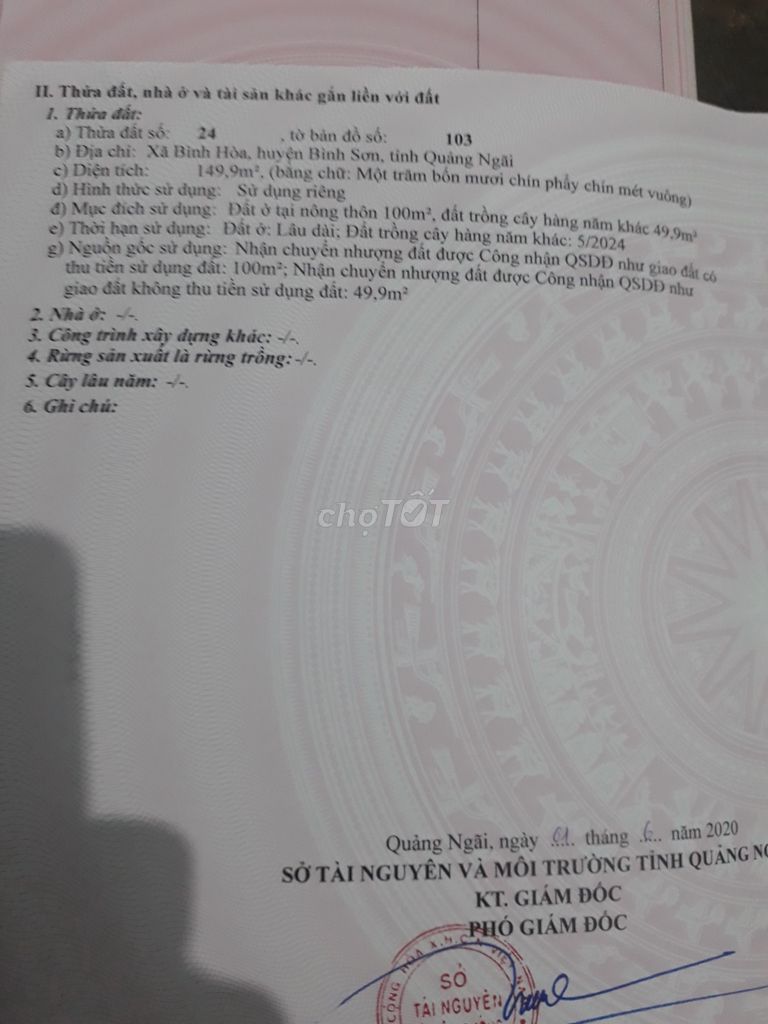 II. Thửa đất, nhà ở và tài sản khác gắn liền với đất
1. Thửa đất:
a) Thửa đất số: 24 , tờ bản đồ số: 103
b) Địa chỉ: Xã Bình Hòa, huyện Bình Sơn, tỉnh Quảng Ngãi
c) Diện tích: 149,9m², (bằng chữ: Một trăm bốn mươi chín phẩy chín mét vuông)
d) Hình thức sử dụng: Sử dụng riêng
đ) Mục đích sử dụng: Đất ở tại nông thôn 100m², đất trồng cây hàng năm khác 49,9m²
e) Thời hạn sử dụng: Đất ở: Lâu dài; Đất trồng cây hàng năm khác: 5/2024
g) Nguồn gốc sử dụng: Nhận chuyển nhượng đất được Công nhận QSDĐ như giao đất có
thu tiền sử dụng đất: 100m²; Nhận chuyển nhượng đất được Công nhận QSDĐ như
giao đất không thu tiền sử dụng đất: 49,9m²
2. Nhà ở: -/-.
3. Công trình xây dựng khác: -/-.
4. Rừng sản xuất là rừng trồng: -/-.
5. Cây lâu năm: -/-.
6. Ghi chú:
chợTỐT
Quảng Ngãi, ngày 01 tháng 6 năm 2020
SỞ TÀI NGUYÊN VÀ MÔI TRƯỜNG TỈNH QUẢNG
KT. GIÁM ĐỐC
PHÓ GIÁM ĐỐC
SỞ
TÀI NGUYÊN